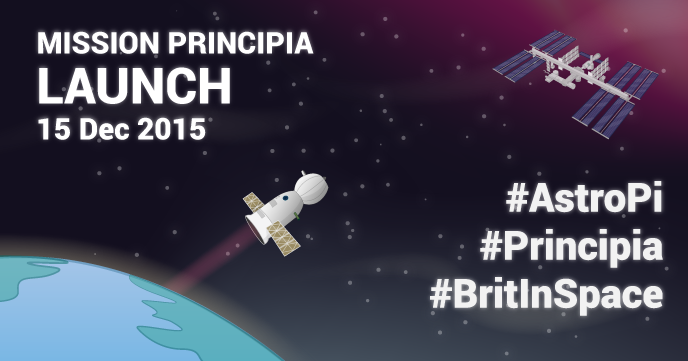 MISSION PRINCIPIA
LAUNCH
15 Dec 2015
#AstroPi
#Principia
#BritInSpace